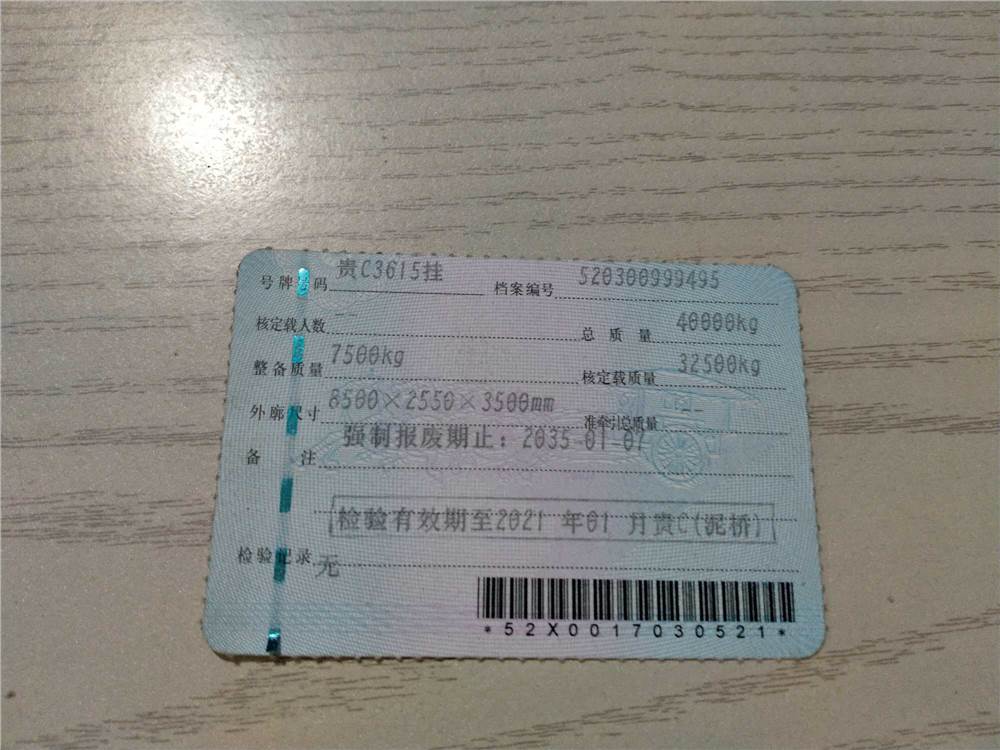 号牌号码 贵C3615挂 档案编号 520300999495
核定载人数 -- 总质量 40000kg
整备质量 7500kg 核定载质量 32500kg
外廓尺寸 8500×2550×3500mm 准牵引总质量 --
备注 强制报废期止：2035-01-07
检验有效期至2021 年01 月贵C(泥桥)
检验记录 无
*52X0017030521*